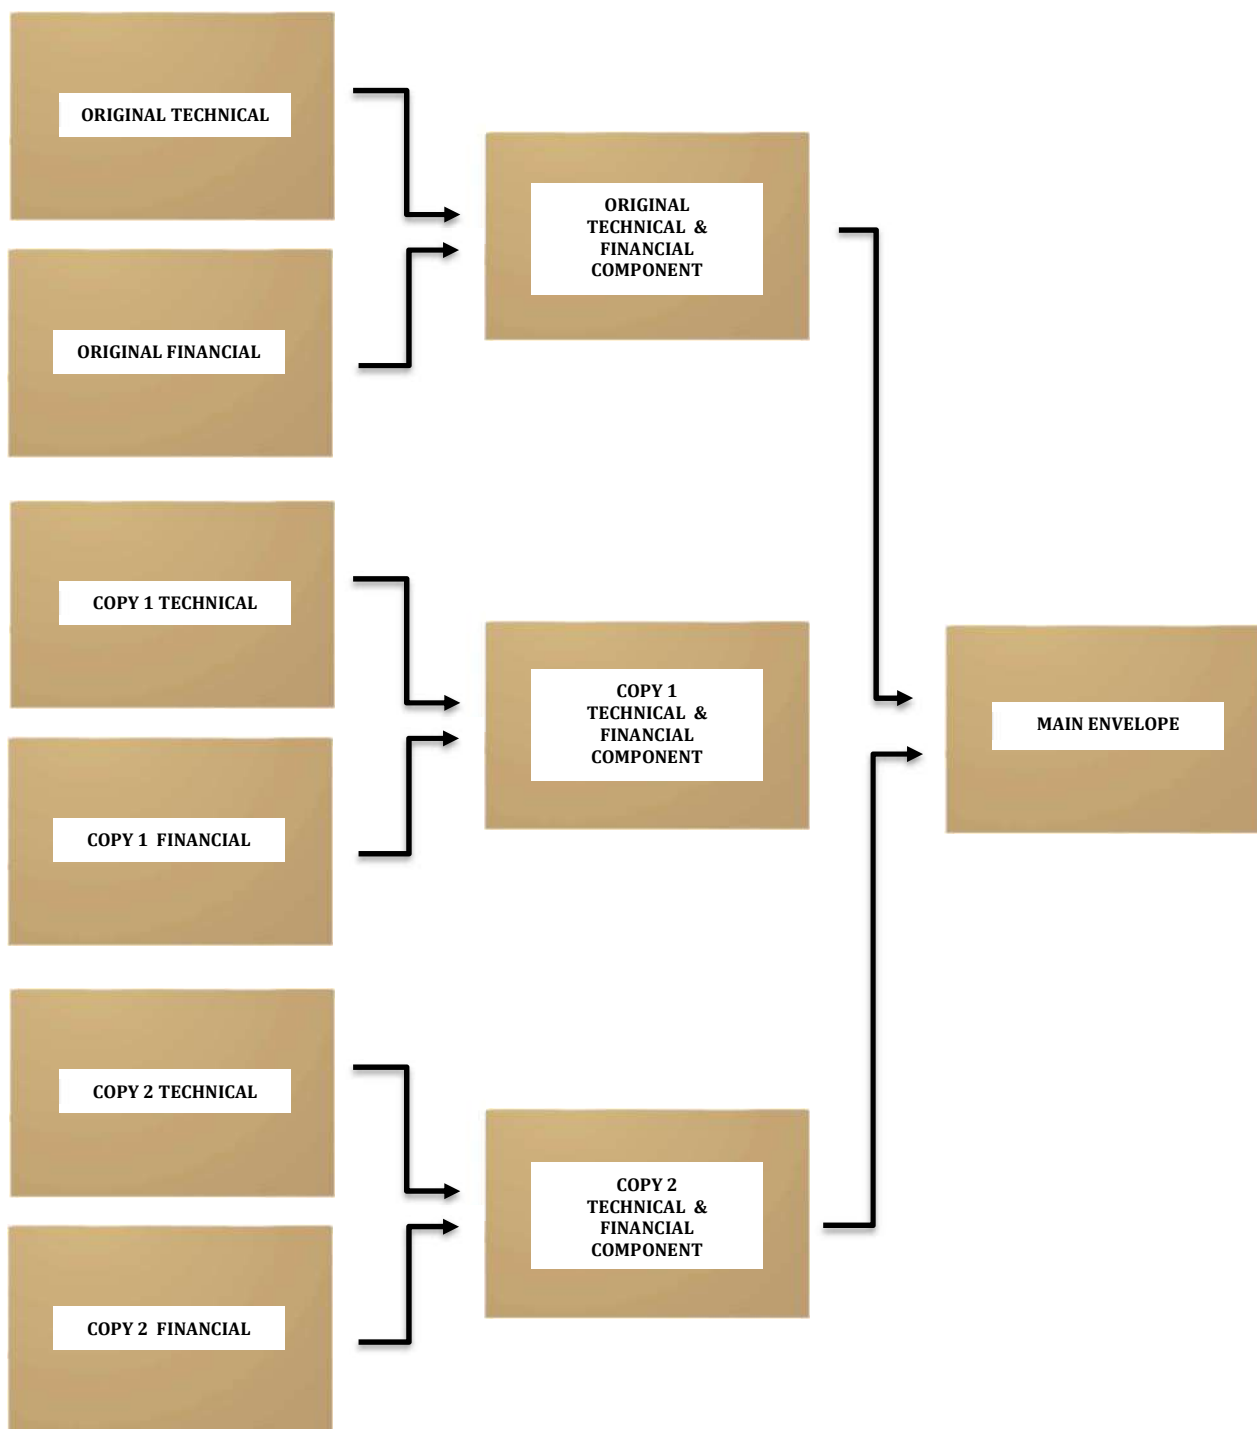 ORIGINAL TECHNICAL
ORIGINAL FINANCIAL
ORIGINAL
TECHNICAL &
FINANCIAL
COMPONENT
COPY 1 TECHNICAL
COPY 1 FINANCIAL
COPY 1
TECHNICAL &
FINANCIAL
COMPONENT
COPY 2 TECHNICAL
COPY 2 FINANCIAL
COPY 2
TECHNICAL &
FINANCIAL
COMPONENT
MAIN ENVELOPE